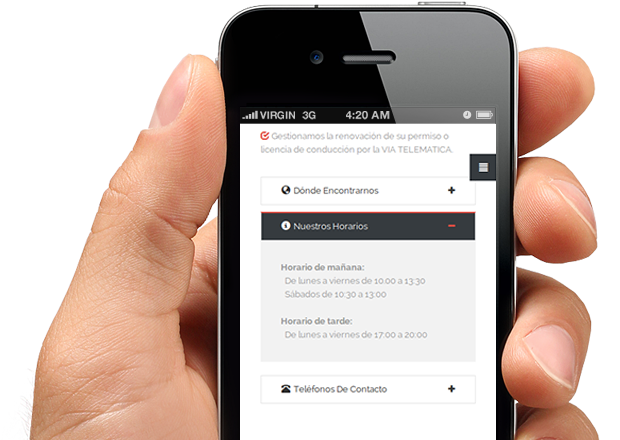 VIRGIN 3G 4:20 AM
Gestionamos la renovación de su permiso o
licencia de conducción por la VIA TELEMATICA.
Dónde Encontrarnos +
Nuestros Horarios −
Horario de mañana:
De lunes a viernes de 10.00 a 13:30
Sábados de 10:30 a 13:00
Horario de tarde:
De lunes a viernes de 17:00 a 20:00
Teléfonos De Contacto +